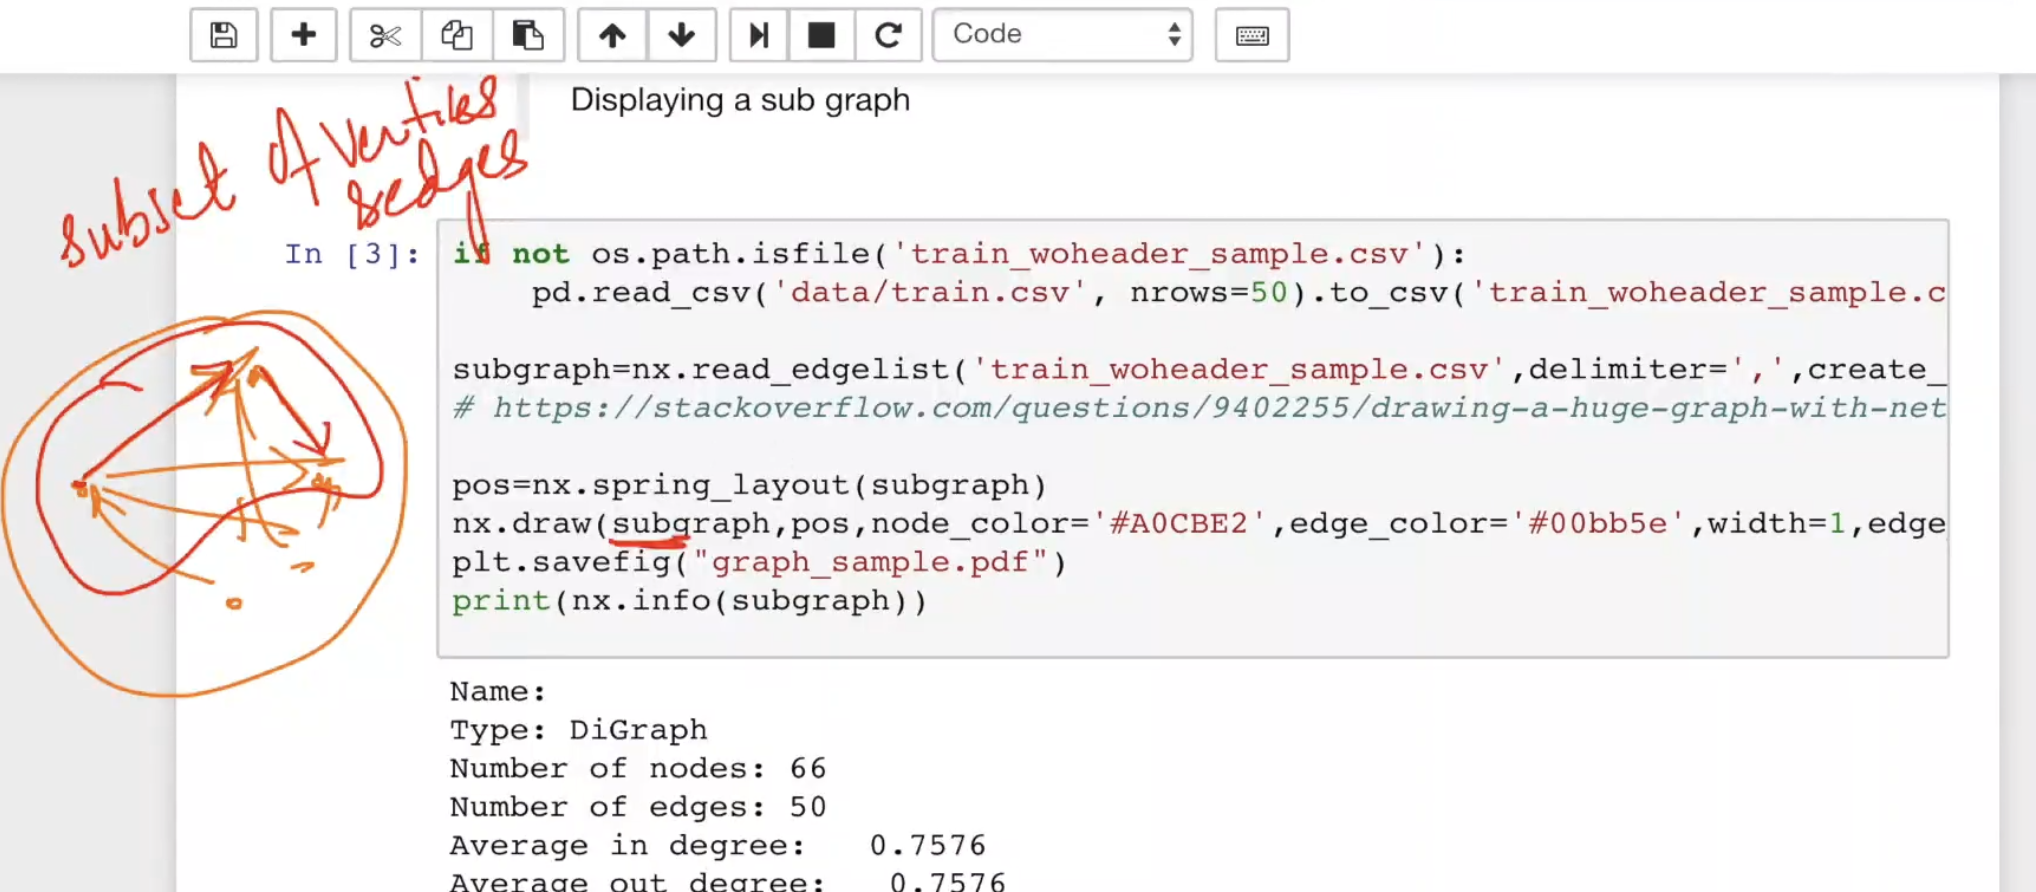 Code
Displaying a sub graph
subset of vertices
& edges
In [3]:
if not os.path.isfile('train_woheader_sample.csv'):
pd.read_csv('data/train.csv', nrows=50).to_csv('train_woheader_sample.c
subgraph=nx.read_edgelist('train_woheader_sample.csv',delimiter=',',create_
# https://stackoverflow.com/questions/9402255/drawing-a-huge-graph-with-net
pos=nx.spring_layout(subgraph)
nx.draw(subgraph,pos,node_color='#A0CBE2',edge_color='#00bb5e',width=1,edge
plt.savefig("graph_sample.pdf")
print(nx.info(subgraph))
Name:
Type: DiGraph
Number of nodes: 66
Number of edges: 50
Average in degree: 0.7576
Average out degree: 0.7576